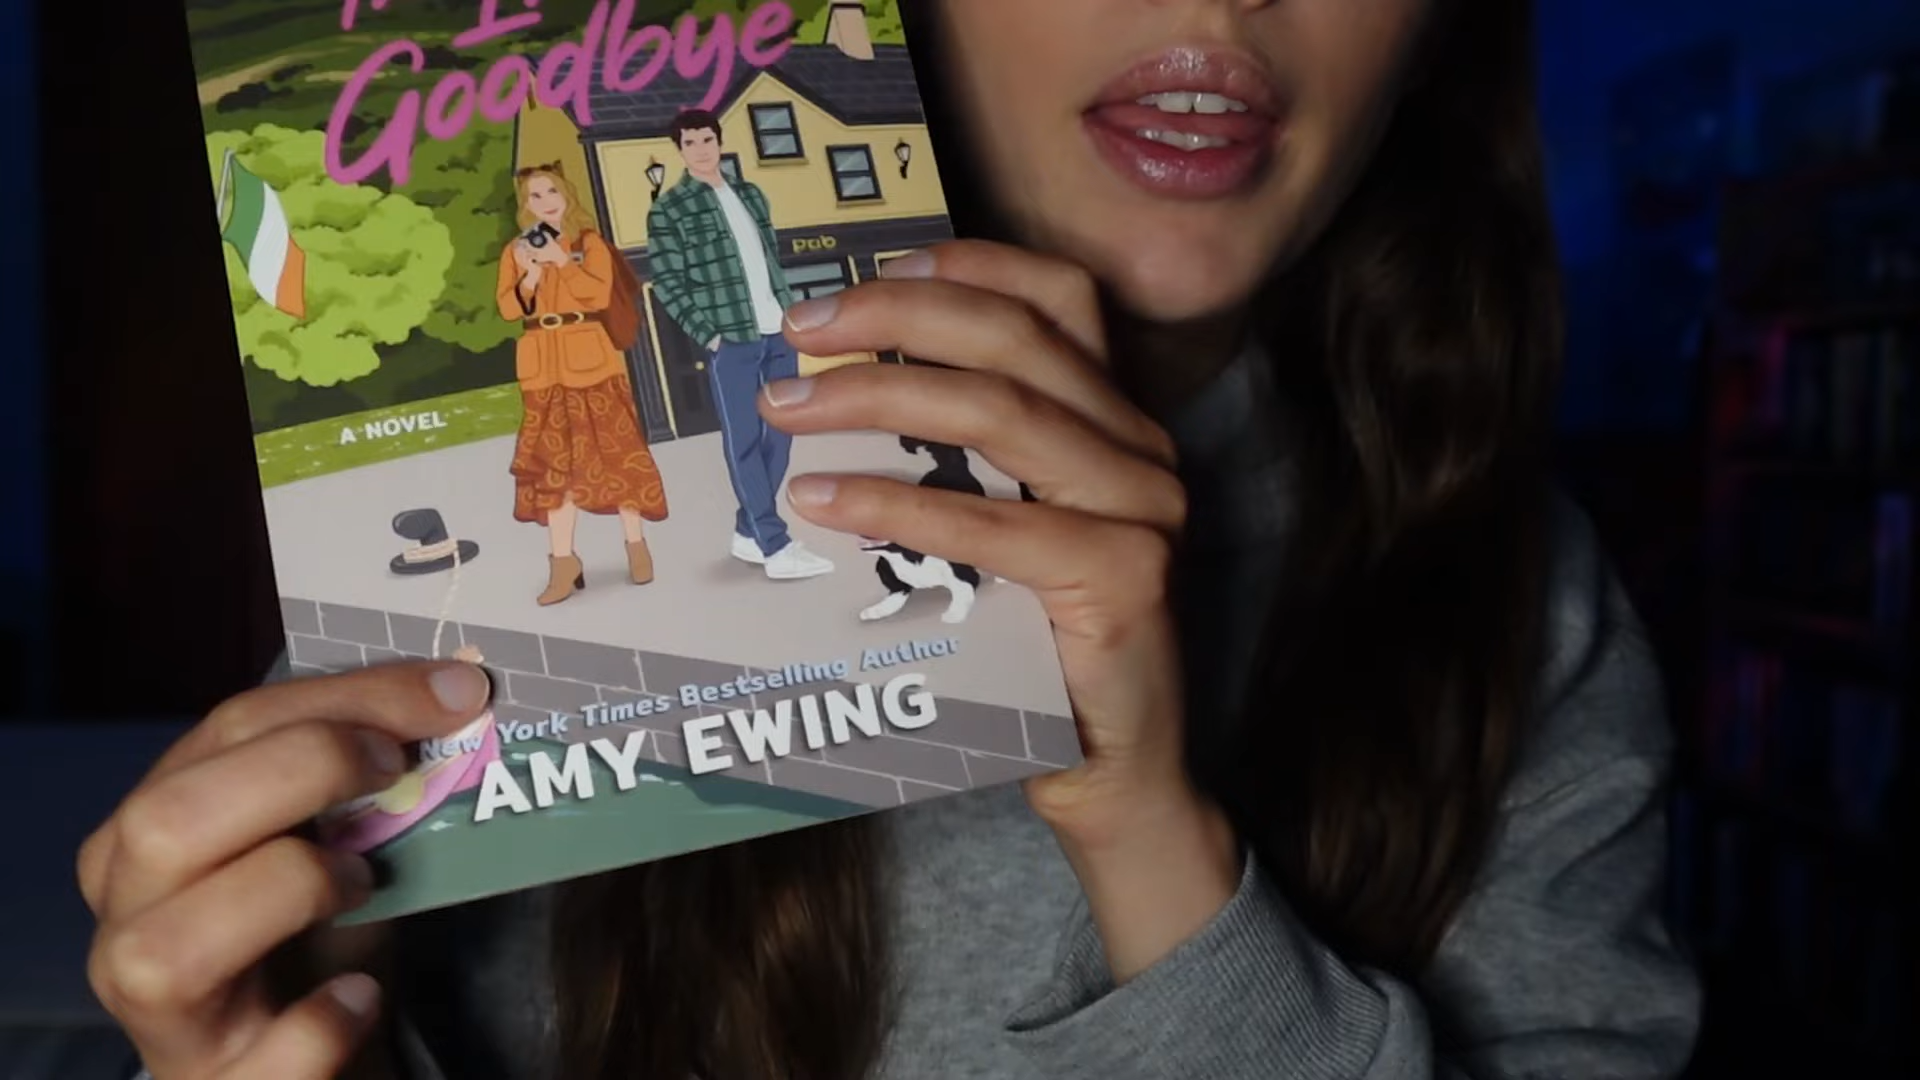 Goodbye
pub
A NOVEL
New York Times Bestselling Author
AMY EWING